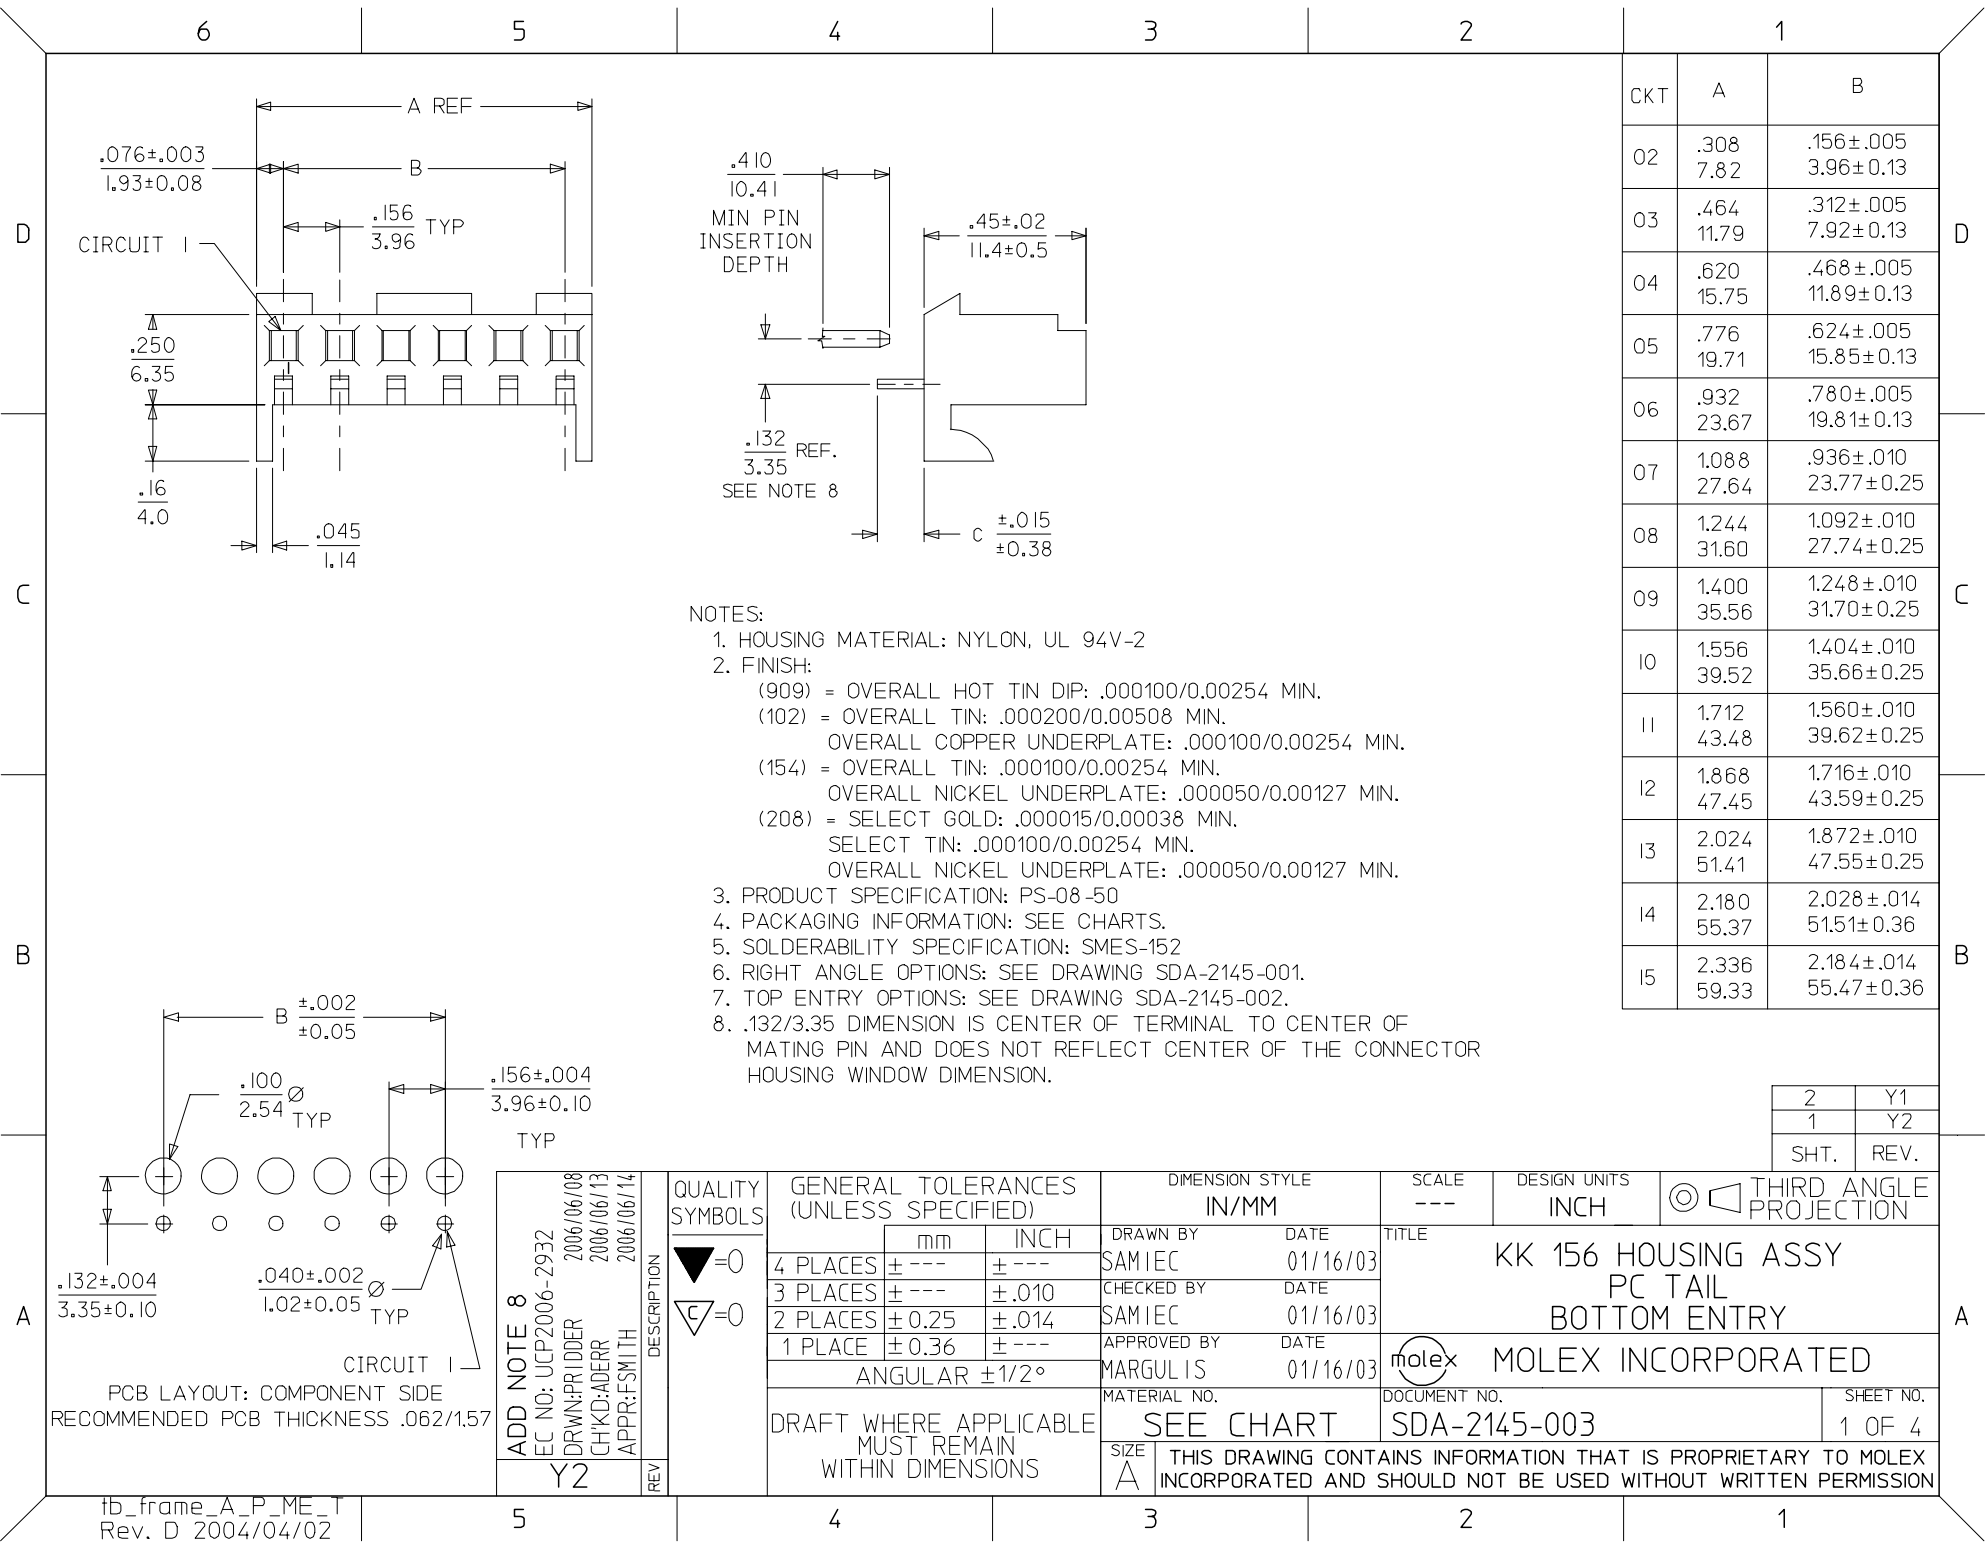 6 5 4 3 2 1
D
C
B
A
D
C
B
A
A REF
.076±.003
1.93±0.08
B
.156
3.96
TYP
CIRCUIT 1
.250
6.35
.16
4.0
.045
1.14
.410
10.41
MIN PIN
INSERTION
DEPTH
.45±.02
11.4±0.5
.132
3.35
REF.
SEE NOTE 8
C ±.015
±0.38
CKT A B
02 .308 .156±.005
7.82 3.96±0.13
03 .464 .312±.005
11.79 7.92±0.13
04 .620 .468±.005
15.75 11.89±0.13
05 .776 .624±.005
19.71 15.85±0.13
06 .932 .780±.005
23.67 19.81±0.13
07 1.088 .936±.010
27.64 23.77±0.25
08 1.244 1.092±.010
31.60 27.74±0.25
09 1.400 1.248±.010
35.56 31.70±0.25
10 1.556 1.404±.010
39.52 35.66±0.25
11 1.712 1.560±.010
43.48 39.62±0.25
12 1.868 1.716±.010
47.45 43.59±0.25
13 2.024 1.872±.010
51.41 47.55±0.25
14 2.180 2.028±.014
55.37 51.51±0.36
15 2.336 2.184±.014
59.33 55.47±0.36
NOTES:
1. HOUSING MATERIAL: NYLON, UL 94V-2
2. FINISH:
(909) = OVERALL HOT TIN DIP: .000100/0.00254 MIN.
(102) = OVERALL TIN: .000200/0.00508 MIN.
OVERALL COPPER UNDERPLATE: .000100/0.00254 MIN.
(154) = OVERALL TIN: .000100/0.00254 MIN.
OVERALL NICKEL UNDERPLATE: .000050/0.00127 MIN.
(208) = SELECT GOLD: .000015/0.00038 MIN.
SELECT TIN: .000100/0.00254 MIN.
OVERALL NICKEL UNDERPLATE: .000050/0.00127 MIN.
3. PRODUCT SPECIFICATION: PS-08-50
4. PACKAGING INFORMATION: SEE CHARTS.
5. SOLDERABILITY SPECIFICATION: SMES-152
6. RIGHT ANGLE OPTIONS: SEE DRAWING SDA-2145-001.
7. TOP ENTRY OPTIONS: SEE DRAWING SDA-2145-002.
8. .132/3.35 DIMENSION IS CENTER OF TERMINAL TO CENTER OF
MATING PIN AND DOES NOT REFLECT CENTER OF THE CONNECTOR
HOUSING WINDOW DIMENSION.
B ±.002
±0.05
.100
2.54
Ø
TYP
.156±.004
3.96±0.10
TYP
.132±.004
3.35±0.10
.040±.002
1.02±0.05
Ø
TYP
CIRCUIT 1
PCB LAYOUT: COMPONENT SIDE
RECOMMENDED PCB THICKNESS .062/1.57
2 Y1
1 Y2
SHT. REV.
ADD NOTE 8
EC NO: UCP2006-2932
DRWN:PRIDDER 2006/06/08
CH'KD:ADERR 2006/06/13
APPR:FSMITH 2006/06/14
DESCRIPTION
Y2
REV
QUALITY
SYMBOLS
=0
C =0
GENERAL TOLERANCES
(UNLESS SPECIFIED)
mm INCH
4 PLACES ±--- ±---
3 PLACES ±--- ±.010
2 PLACES ±0.25 ±.014
1 PLACE ±0.36 ±---
ANGULAR ±1/2°
DRAFT WHERE APPLICABLE
MUST REMAIN
WITHIN DIMENSIONS
DIMENSION STYLE
IN/MM
SCALE
---
DESIGN UNITS
INCH
THIRD ANGLE
PROJECTION
DRAWN BY DATE
SAMIEC 01/16/03
CHECKED BY DATE
SAMIEC 01/16/03
APPROVED BY DATE
MARGULIS 01/16/03
TITLE
KK 156 HOUSING ASSY
PC TAIL
BOTTOM ENTRY
molex MOLEX INCORPORATED
MATERIAL NO.
SEE CHART
DOCUMENT NO.
SDA-2145-003
SHEET NO.
1 OF 4
SIZE
A
THIS DRAWING CONTAINS INFORMATION THAT IS PROPRIETARY TO MOLEX
INCORPORATED AND SHOULD NOT BE USED WITHOUT WRITTEN PERMISSION
tb_frame_A_P_ME_T
Rev. D 2004/04/02
5 4 3 2 1